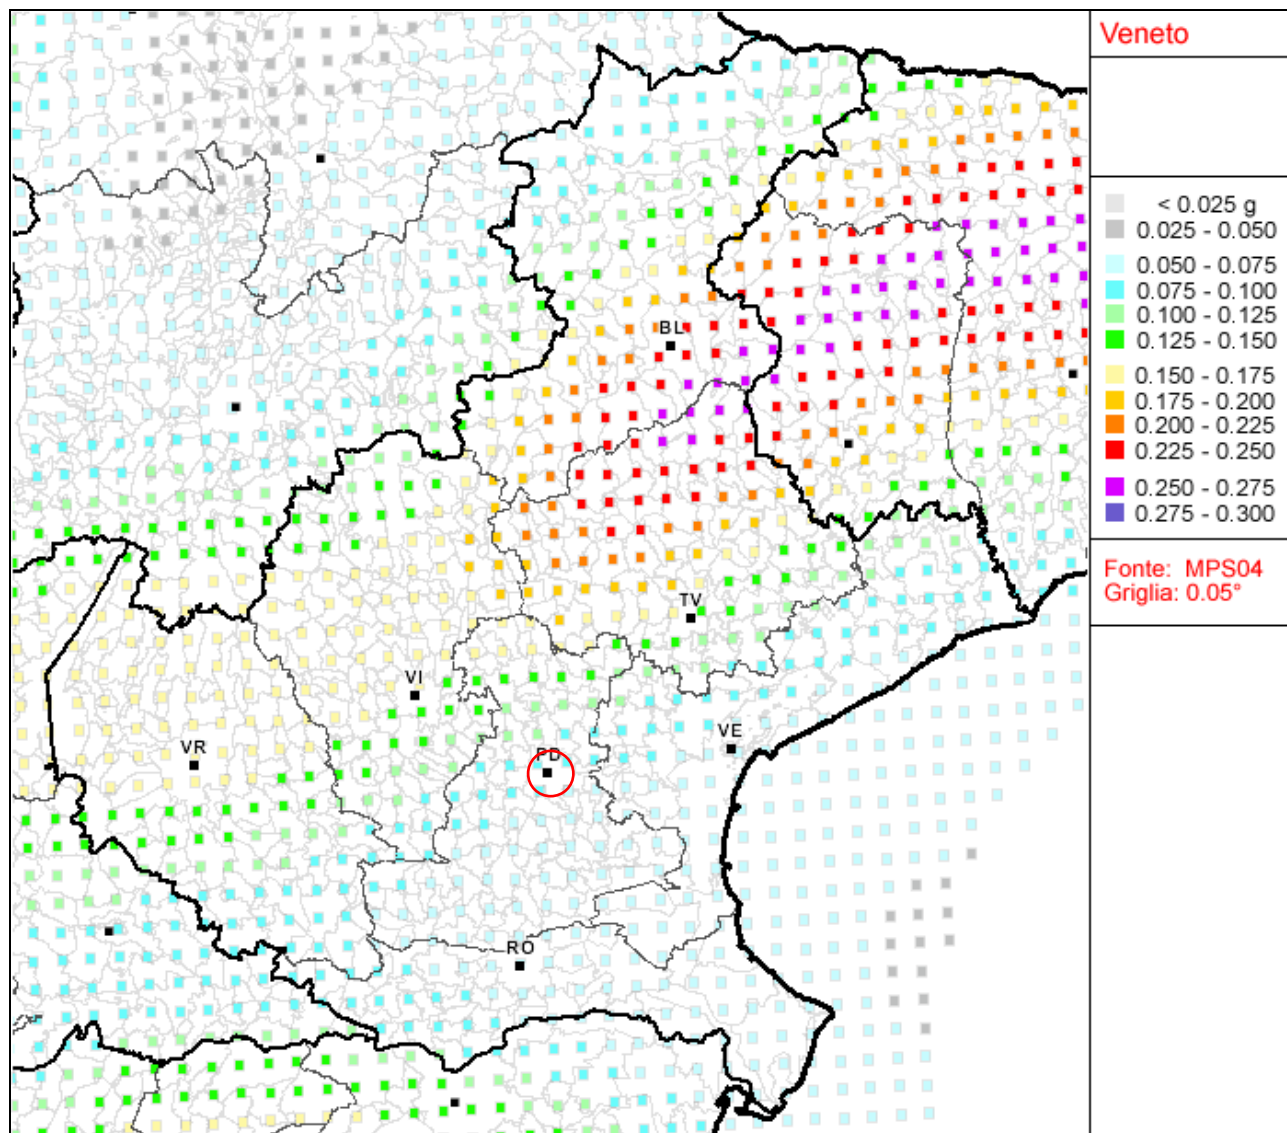 Veneto
< 0.025 g
0.025 - 0.050
0.050 - 0.075
0.075 - 0.100
0.100 - 0.125
0.125 - 0.150
0.150 - 0.175
0.175 - 0.200
0.200 - 0.225
0.225 - 0.250
0.250 - 0.275
0.275 - 0.300
Fonte: MPS04
Griglia: 0.05°
BL
TV
VI
VE
VR
PD
RO